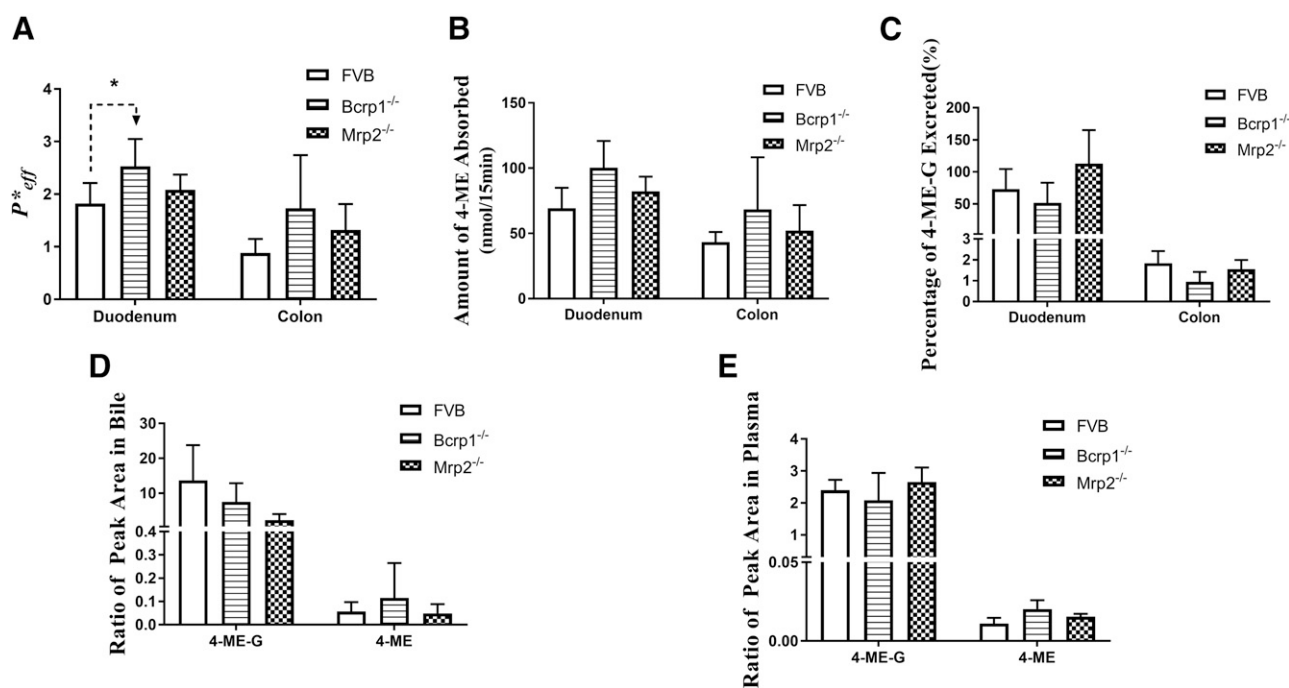 A
P*eff
4
3
2
1
0
*
FVB
Bcrp1-/-
Mrp2-/-
Duodenum
Colon
B
Amount of 4-ME Absorbed
(nmol/15min)
150
100
50
0
FVB
Bcrp1-/-
Mrp2-/-
Duodenum
Colon
C
Percentage of 4-ME-G Excreted(%)
200
150
100
50
3
2
1
0
FVB
Bcrp1-/-
Mrp2-/-
Duodenum
Colon
D
Ratio of Peak Area in Bile
30
20
10
0.4
0.3
0.2
0.1
0.0
FVB
Bcrp1-/-
Mrp2-/-
4-ME-G
4-ME
E
Ratio of Peak Area in Plasma
4
3
2
1
0.05
0.00
FVB
Bcrp1-/-
Mrp2-/-
4-ME-G
4-ME